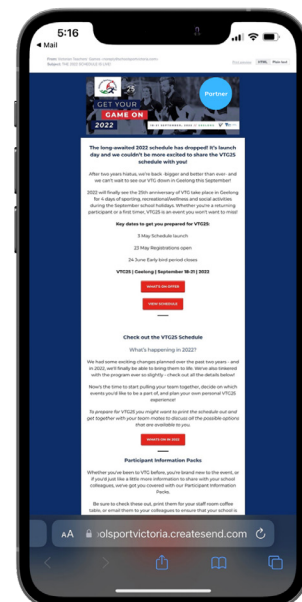 5:16
Mail
Subject: THE 2022 SCHEDULE IS LIVE!
HTML
Plain text
25
Partner
GET YOUR
GAME ON
2022
The long-awaited 2022 schedule has dropped! It's launch
day and we couldn't be more excited to share the VTG25
schedule with you!
After two years hiatus, we're back -bigger and better than ever- and
we can't wait to see our VTG down in Geelong this September!
2022 will finally see the 25th anniversary of VTG take place in Geelong
for 4 days of sporting, recreational/wellness and social activities
during the September school holidays. Whether you're a returning
participant or a first timer, VTG25 is an event you won't want to miss!
Key dates to get you prepared for VTG25:
3 May Schedule launch
23 May Registrations open
24 June Early bird period closes
VTG25 | Geelong | September 18-21 | 2022
WHAT'S ON OFFER
VIEW SCHEDULE
Check out the VTG25 Schedule
What's happening in 2022?
We had some exciting changes planned over the past two years - and
in 2022, we'll finally be able to bring them to life. We've also tinkered
with the program ever so slightly - check out all the details below!
Now's the time to start pulling your team together, decide on which
events you'd like to be a part of, and plan your own personal VTG25
experience!
To prepare for VTG25 you might want to print the schedule out and
get together with your team mates to discuss all the possible options
that are available to you.
WHATS ON IN 2022
Participant Information Packs
Whether you've been to VTG before, you're brand new to the event, or
if you'd just like a little more information to share with your school
colleagues, we've got you covered with our Participant Information
Packs.
Be sure to check these out, print them for your staff room coffee
table, or email them to your colleagues to ensure that your school is
AA
olsportvictoria.createsend.com